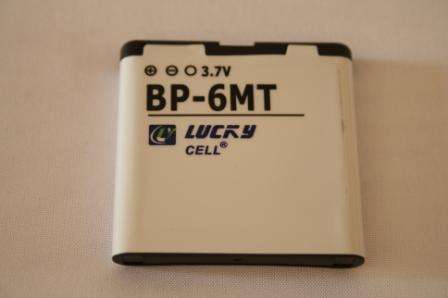 ⊕ ⊖ ○ 3.7V
BP-6MT
LUCKY
CELL®